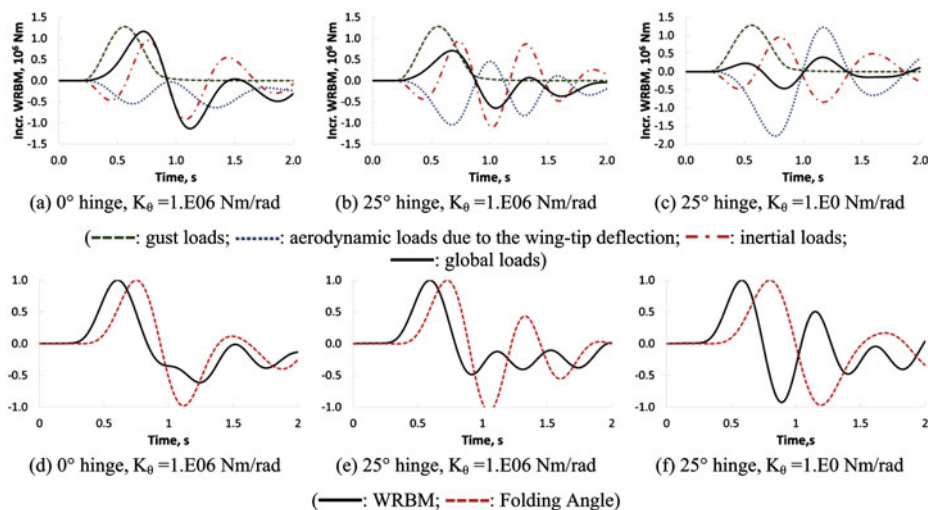 Incr. WRBM, 10⁶ Nm
1.5
1.0
0.5
0.0
-0.5
-1.0
-1.5
0.0 0.5 1.0 1.5 2.0
Time, s
(a) 0° hinge, Kθ =1.E06 Nm/rad
Incr. WRBM, 10⁶ Nm
1.5
1.0
0.5
0.0
-0.5
-1.0
-1.5
0.0 0.5 1.0 1.5 2.0
Time, s
(b) 25° hinge, Kθ =1.E06 Nm/rad
Incr. WRBM, 10⁶ Nm
1.5
1.0
0.5
0.0
-0.5
-1.0
-1.5
-2.0
0.0 0.5 1.0 1.5 2.0
Time, s
(c) 25° hinge, Kθ =1.E0 Nm/rad
(: gust loads; : aerodynamic loads due to the wing-tip deflection; : inertial loads;
: global loads)
1.0
0.5
0.0
-0.5
-1.0
0 0.5 1 1.5 2
Time, s
(d) 0° hinge, Kθ =1.E06 Nm/rad
1.0
0.5
0.0
-0.5
-1.0
0 0.5 1 1.5 2
Time, s
(e) 25° hinge, Kθ =1.E06 Nm/rad
1.0
0.5
0.0
-0.5
-1.0
0 0.5 1 1.5 2
Time,s
(f) 25° hinge, Kθ =1.E0 Nm/rad
(: WRBM; : Folding Angle)